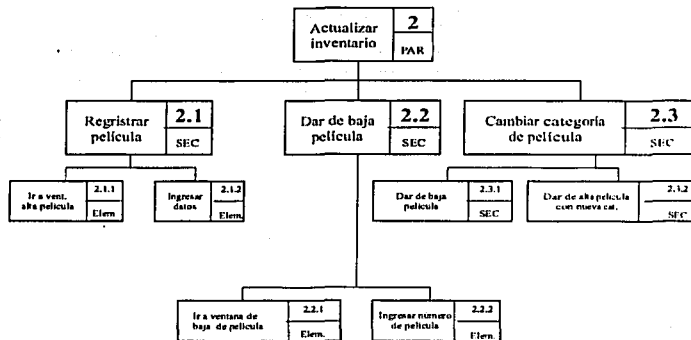 Actualizar
inventario
2
PAR
Regristrar
película
2.1
SEC
Dar de baja
película
2.2
SEC
Cambiar categoría
de película
2.3
SEC
Ir a vent.
alta película
2.1.1
Elem.
Ingresar
datos
2.1.2
Elem.
Dar de baja
película
2.3.1
SEC
Dar de alta película
con nueva cat.
2.3.2
SEC
Ir a ventana de
baja de película
2.2.1
Elem.
Ingresar número
de película
2.2.2
Elem.